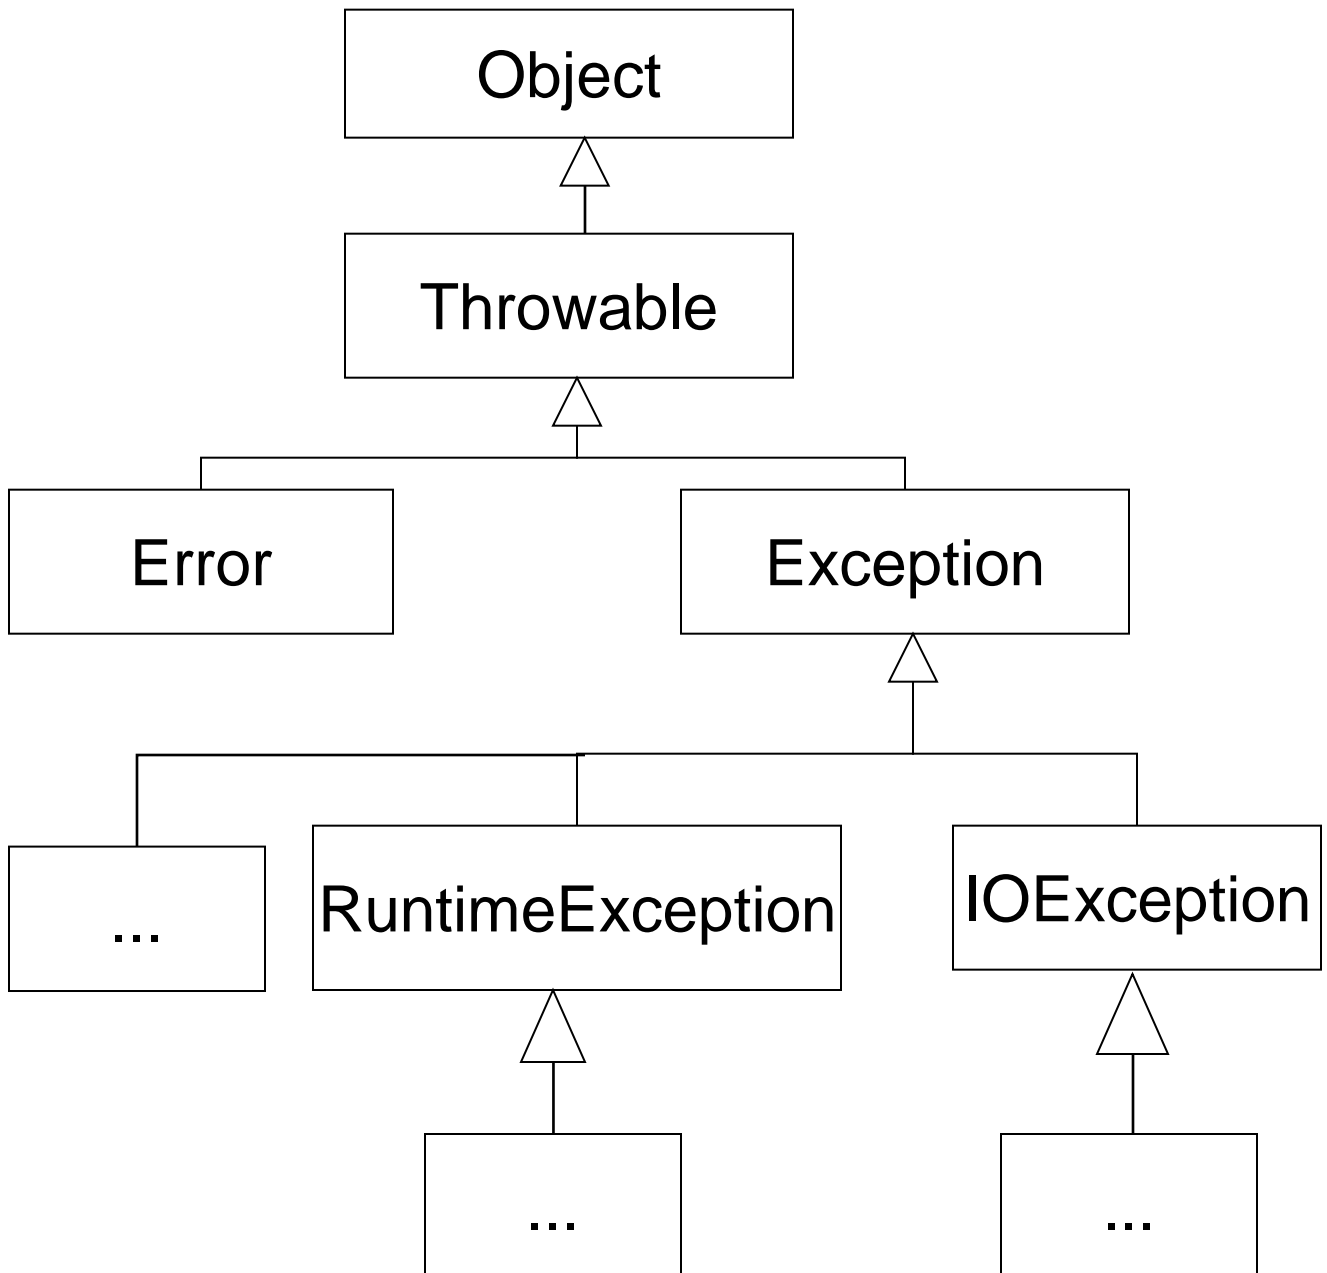 Object
Throwable
Error
Exception
...
RuntimeException
IOException
...
...